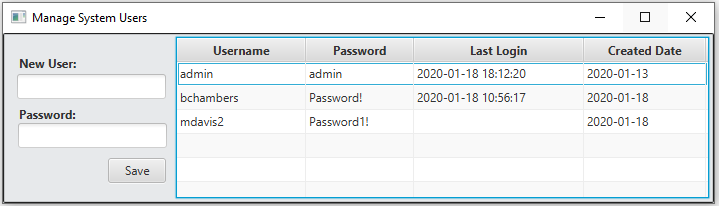 Manage System Users
New User:
Password:
Save
Username Password Last Login Created Date
admin admin 2020-01-18 18:12:20 2020-01-13
bchambers Password! 2020-01-18 10:56:17 2020-01-18
mdavis2 Password1! 2020-01-18